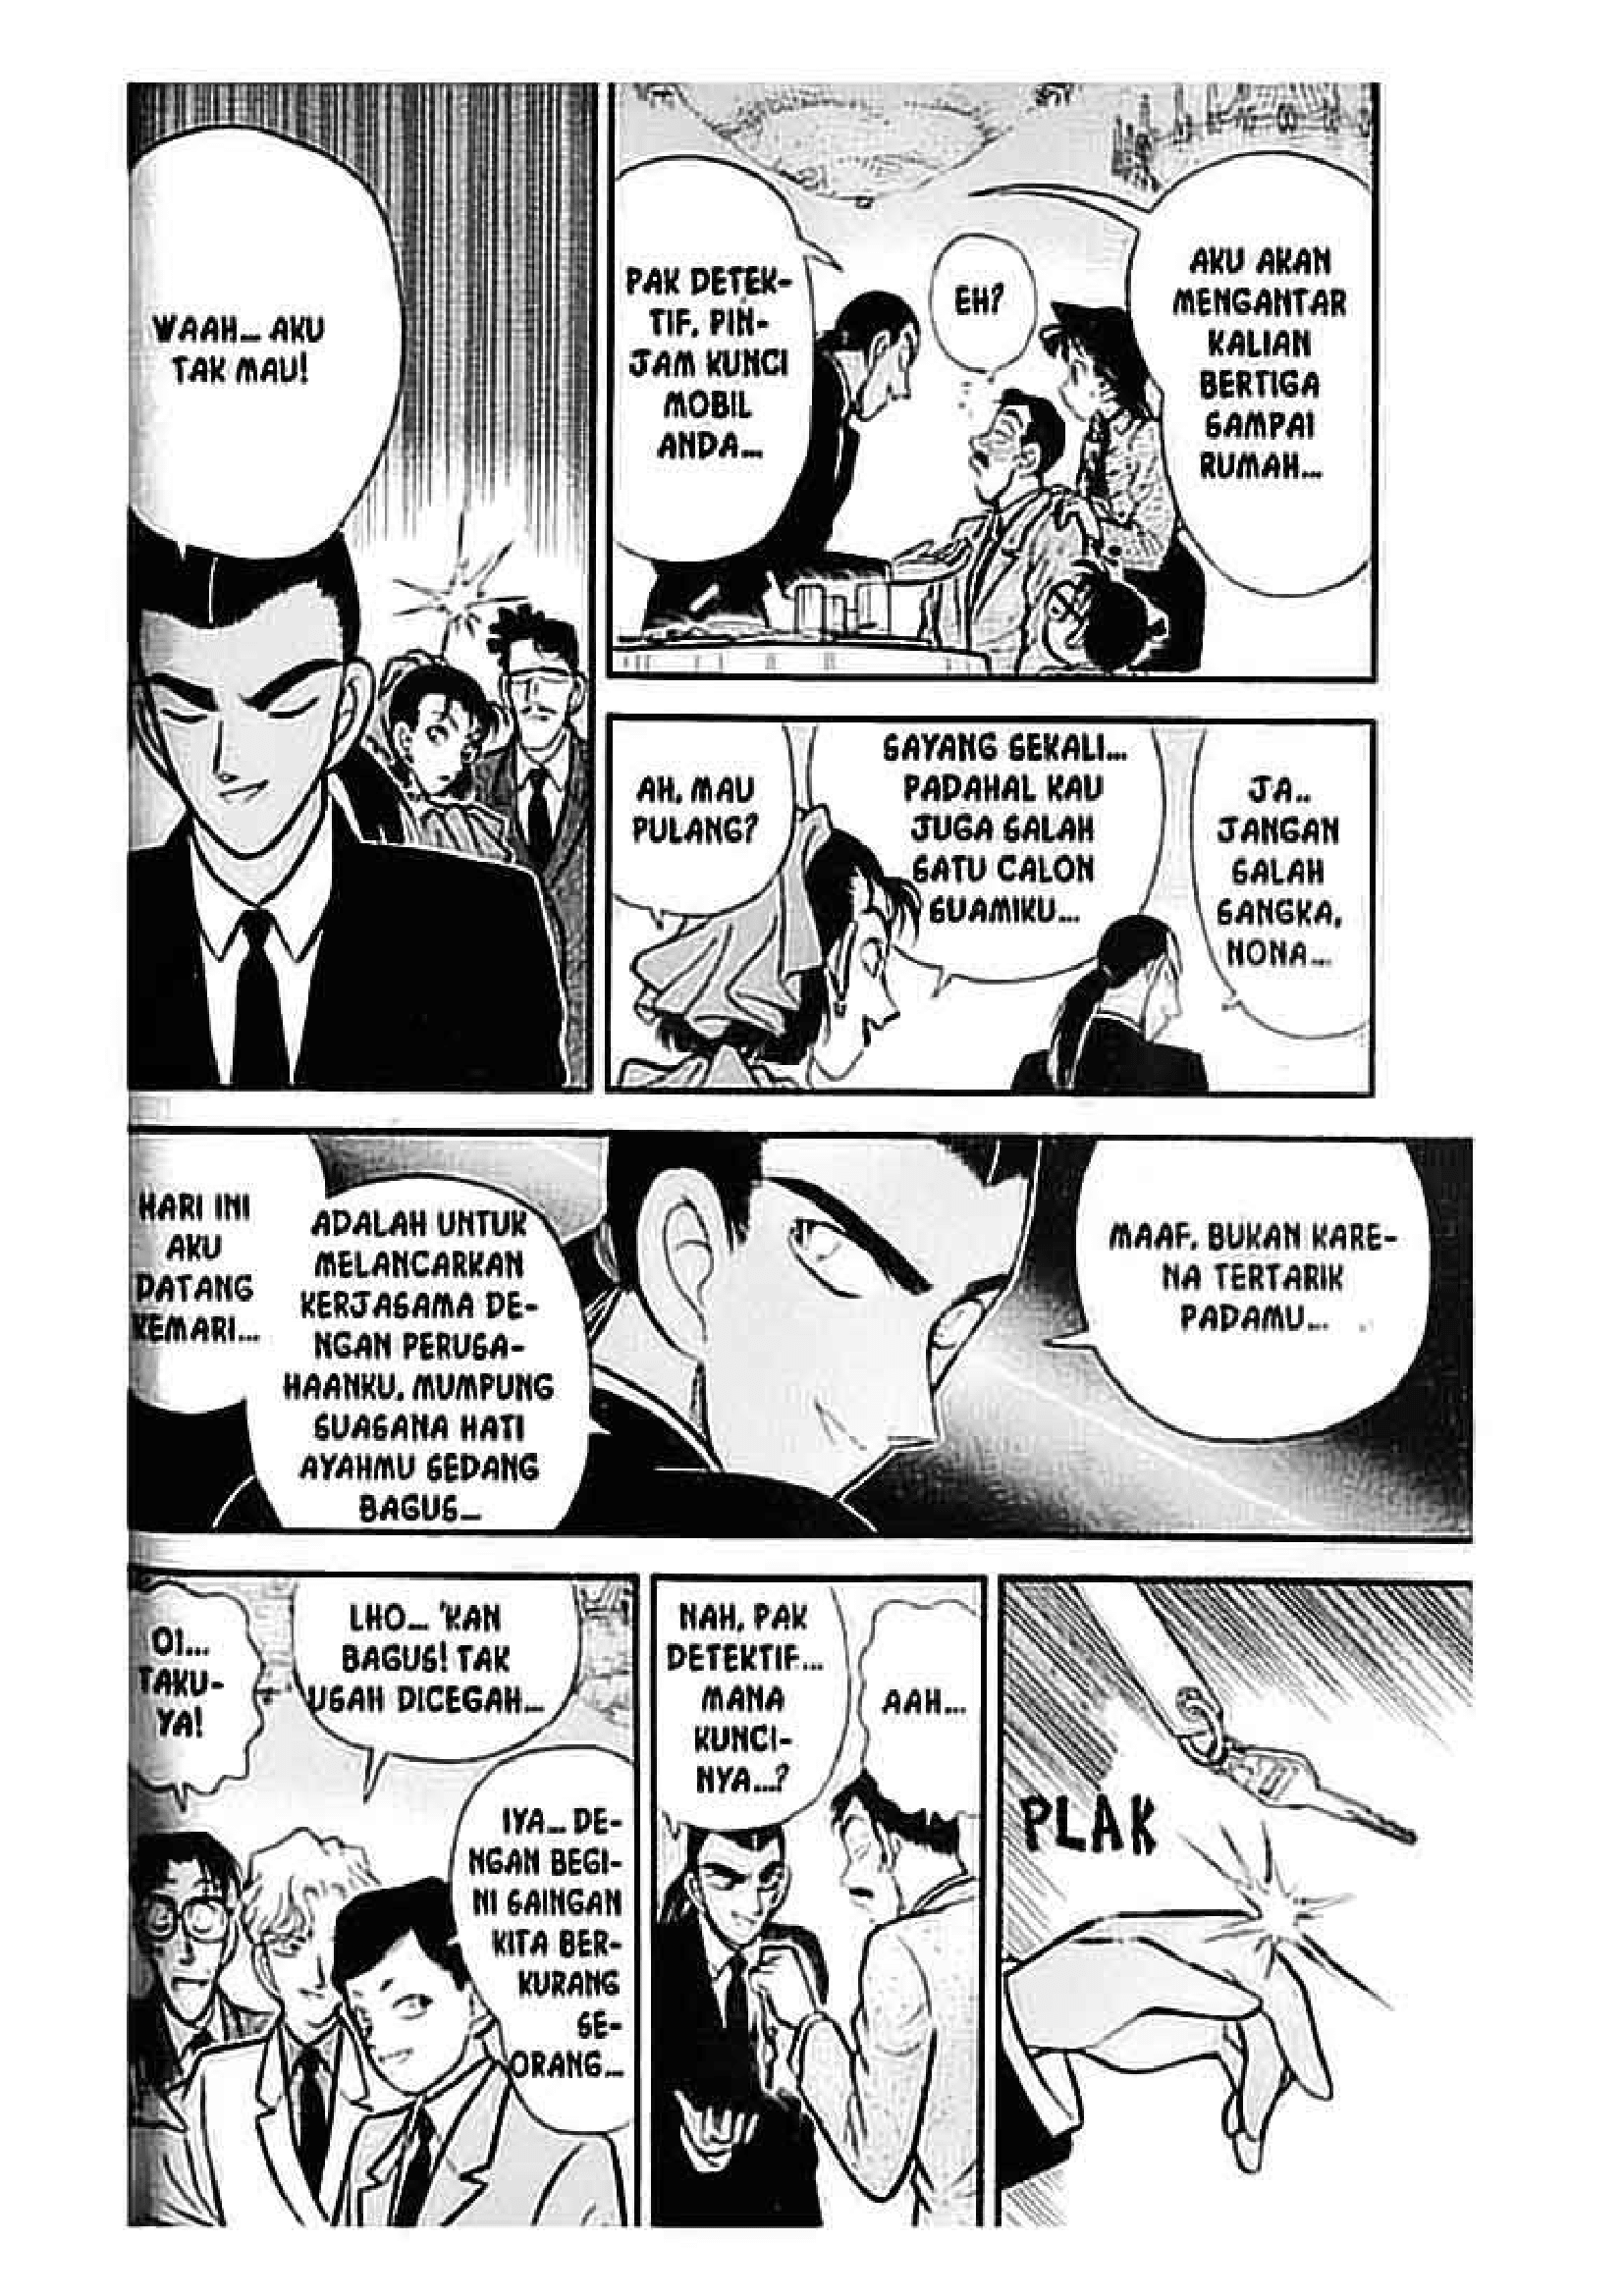 AKU AKAN
MENGANTAR
KALIAN
BERTIGA
SAMPAI
RUMAH...
EH?
PAK DETEK-
TIF, PIN-
JAM KUNCI
MOBIL
ANDA...
JA..
JANGAN
SALAH
SANGKA,
NONA...
SAYANG SEKALI...
PADAHAL KAU
JUGA SALAH
SATU CALON
SUAMIKU...
AH, MAU
PULANG?
WAAH... AKU
TAK MAU!
MAAF, BUKAN KARE-
NA TERTARIK
PADAMU...
HARI INI
AKU
DATANG
KEMARI...
ADALAH UNTUK
MELANCARKAN
KERJASAMA DE-
NGAN PERUSA-
HAANKU, MUMPUNG
SUASANA HATI
AYAHMU SEDANG
BAGUS...
PLAK
AAH...
NAH, PAK
DETEKTIF...
MANA
KUNCI-
NYA...?
LHO... 'KAN
BAGUS! TAK
USAH DICEGAH...
OI...
TAKU-
YA!
IYA... DE-
NGAN BEGI-
NI SAINGAN
KITA BER-
KURANG
SE-
ORANG...